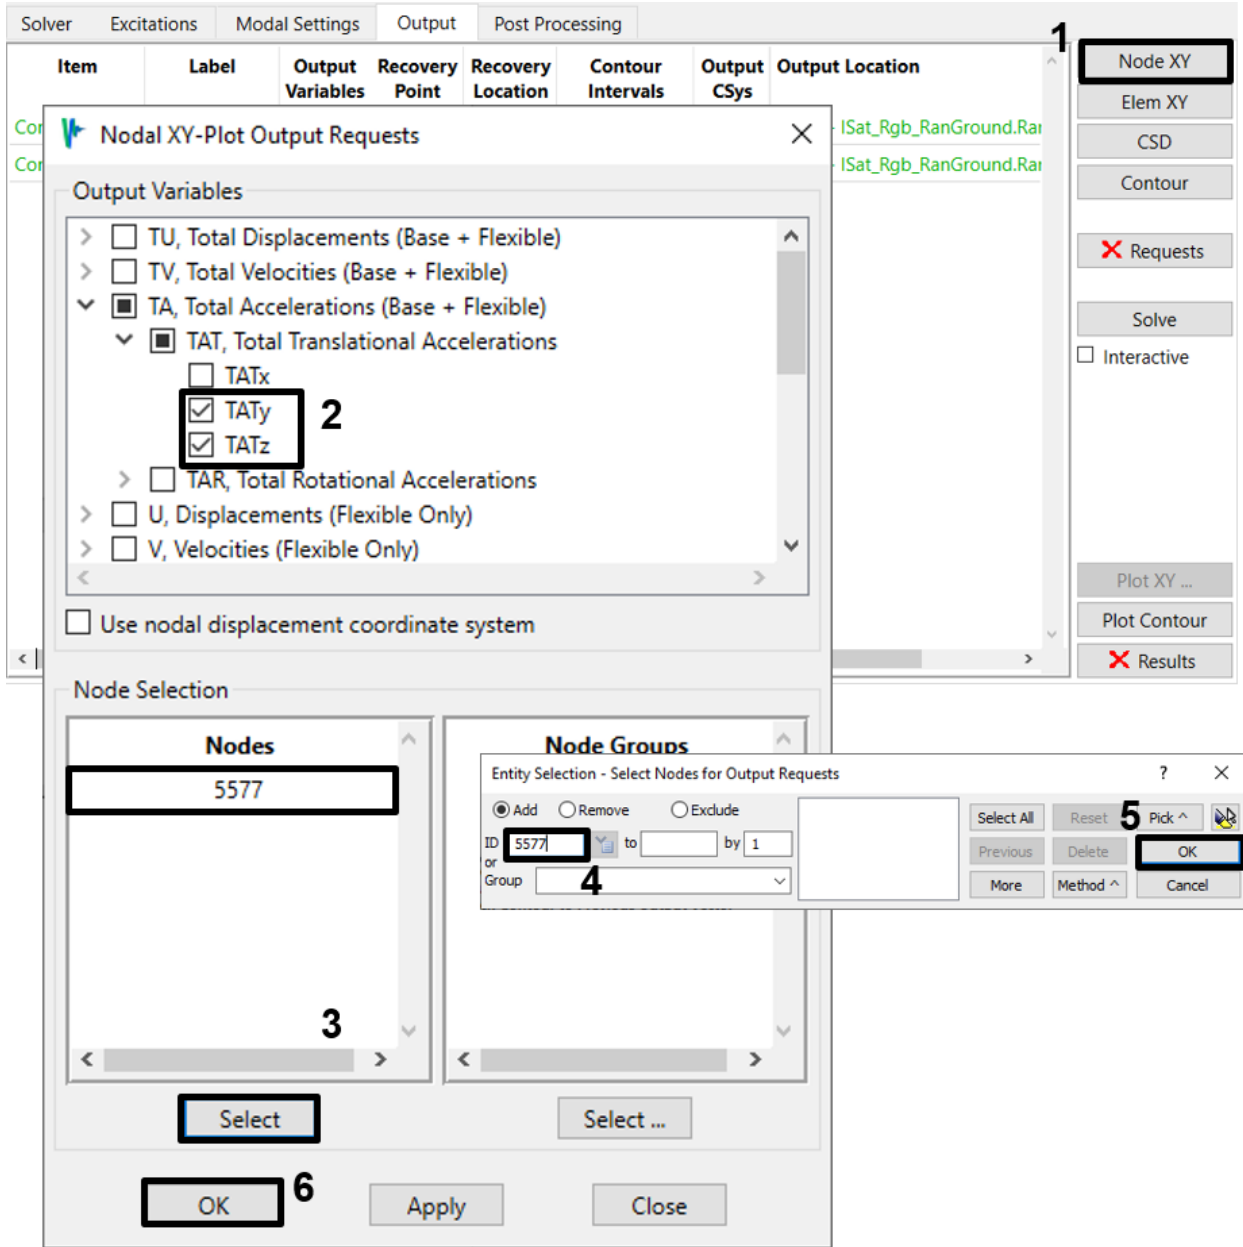 Solver Excitations Modal Settings Output Post Processing
1
Item Label Output Variables Recovery Point Recovery Location Contour Intervals Output CSys Output Location
Node XY
Elem XY
CSD
Contour
Requests
Solve
Interactive
Plot XY ...
Plot Contour
Results
Cor
ISat_Rgb_RanGround.Rar
Cor
ISat_Rgb_RanGround.Rar
Nodal XY-Plot Output Requests
Output Variables
TU, Total Displacements (Base + Flexible)
TV, Total Velocities (Base + Flexible)
TA, Total Accelerations (Base + Flexible)
TAT, Total Translational Accelerations
TATx
TATy
2
TATz
TAR, Total Rotational Accelerations
U, Displacements (Flexible Only)
V, Velocities (Flexible Only)
Use nodal displacement coordinate system
Node Selection
Nodes
5577
3
Select
Node Groups
Select ...
Entity Selection - Select Nodes for Output Requests ?
Add Remove Exclude
Select All Reset 5 Pick ^
ID 5577 to by 1
Previous Delete OK
or
Group 4
More Method ^ Cancel
OK 6 Apply Close